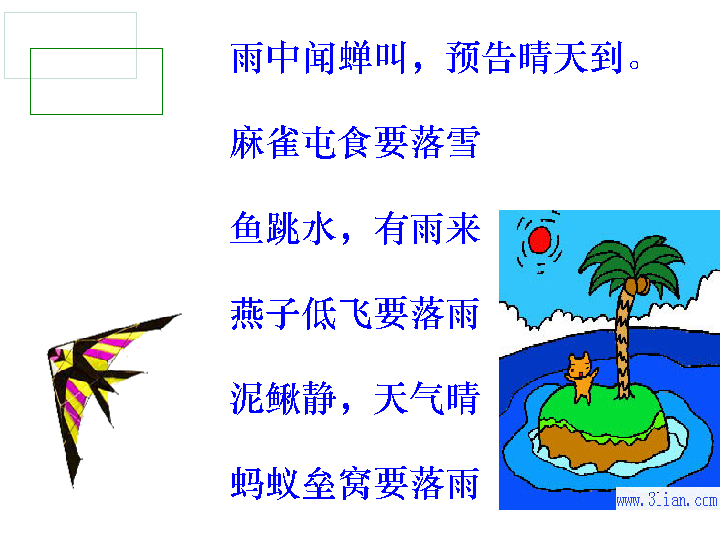 雨中闻蝉叫，预告晴天到。
麻雀屯食要落雪
鱼跳水，有雨来
燕子低飞要落雨
泥鳅静，天气晴
蚂蚁垒窝要落雨
www.3lian.com